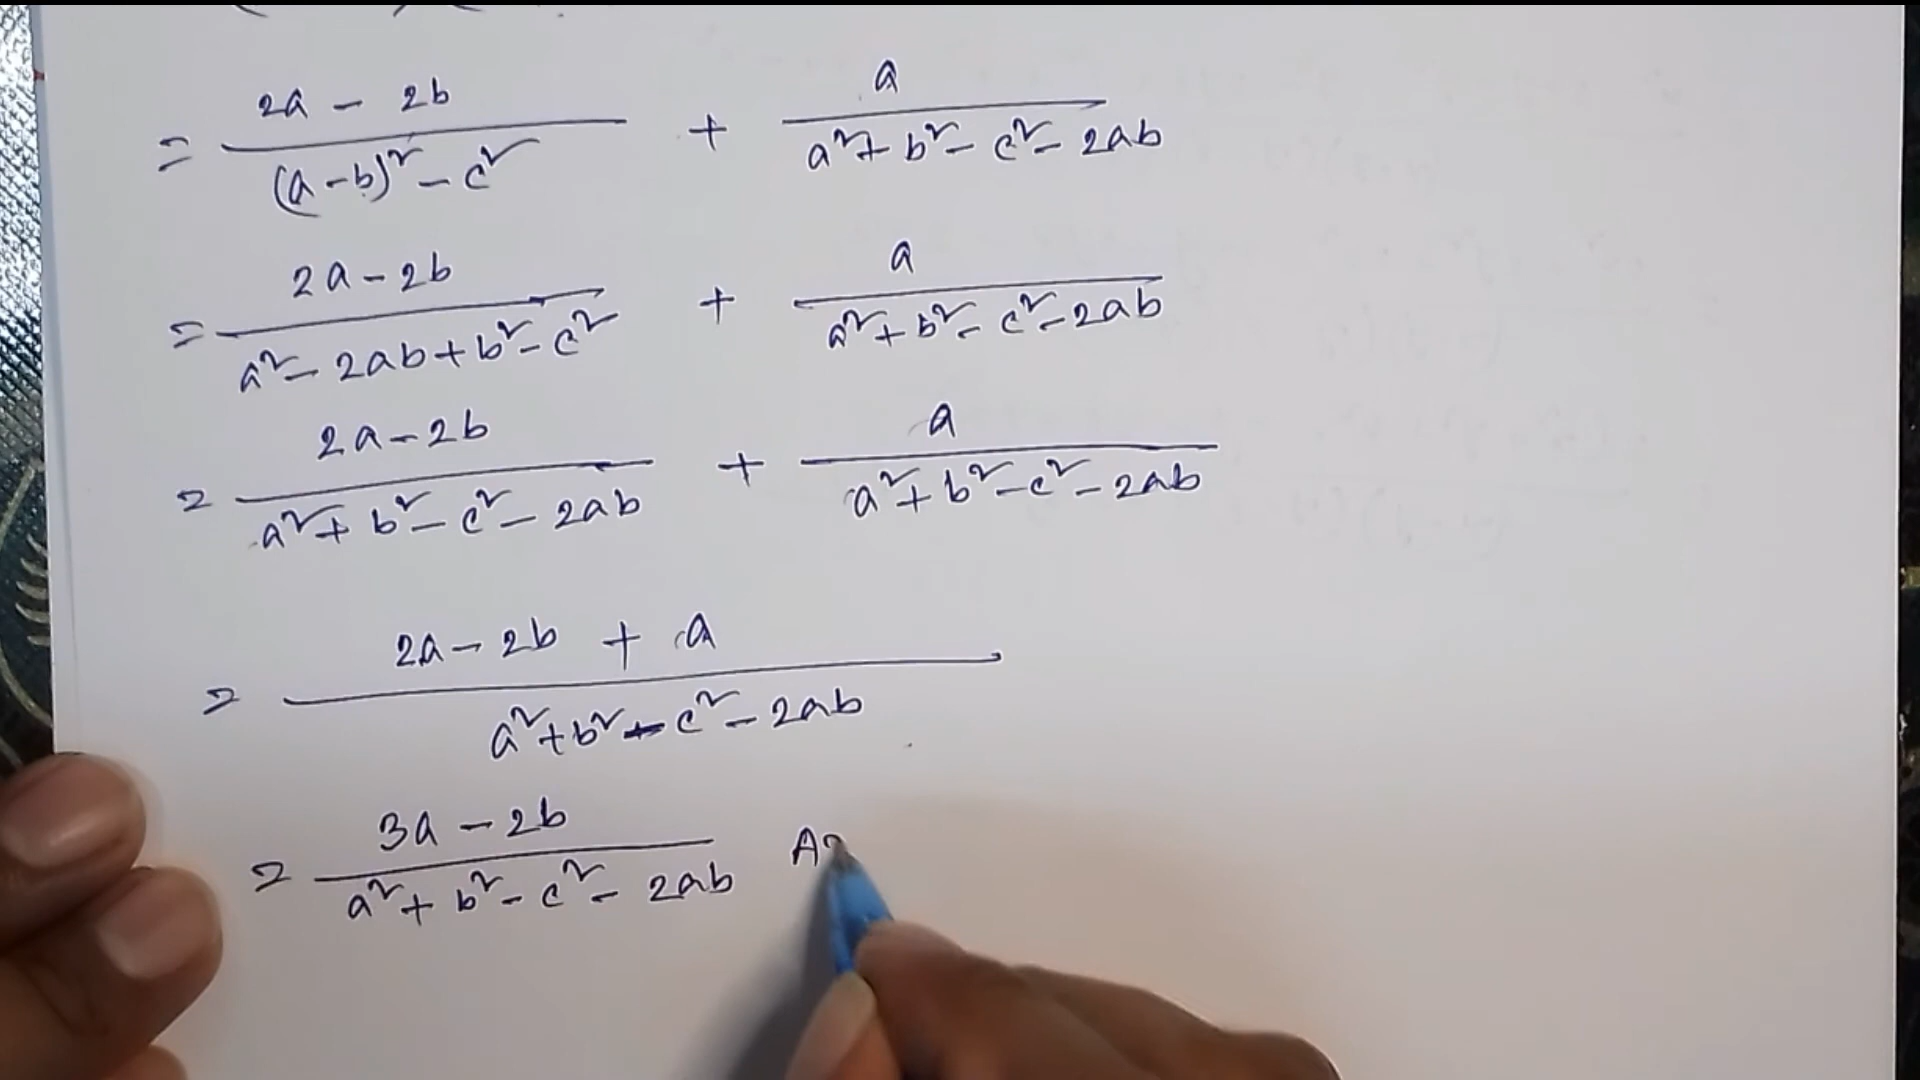 = (2a - 2b)/((a-b)² - c²) + a/(a² + b² - c² - 2ab)
= (2a - 2b)/(a² - 2ab + b² - c²) + a/(a² + b² - c² - 2ab)
= (2a - 2b)/(a² + b² - c² - 2ab) + a/(a² + b² - c² - 2ab)
= (2a - 2b + a)/(a² + b² - c² - 2ab)
= (3a - 2b)/(a² + b² - c² - 2ab)